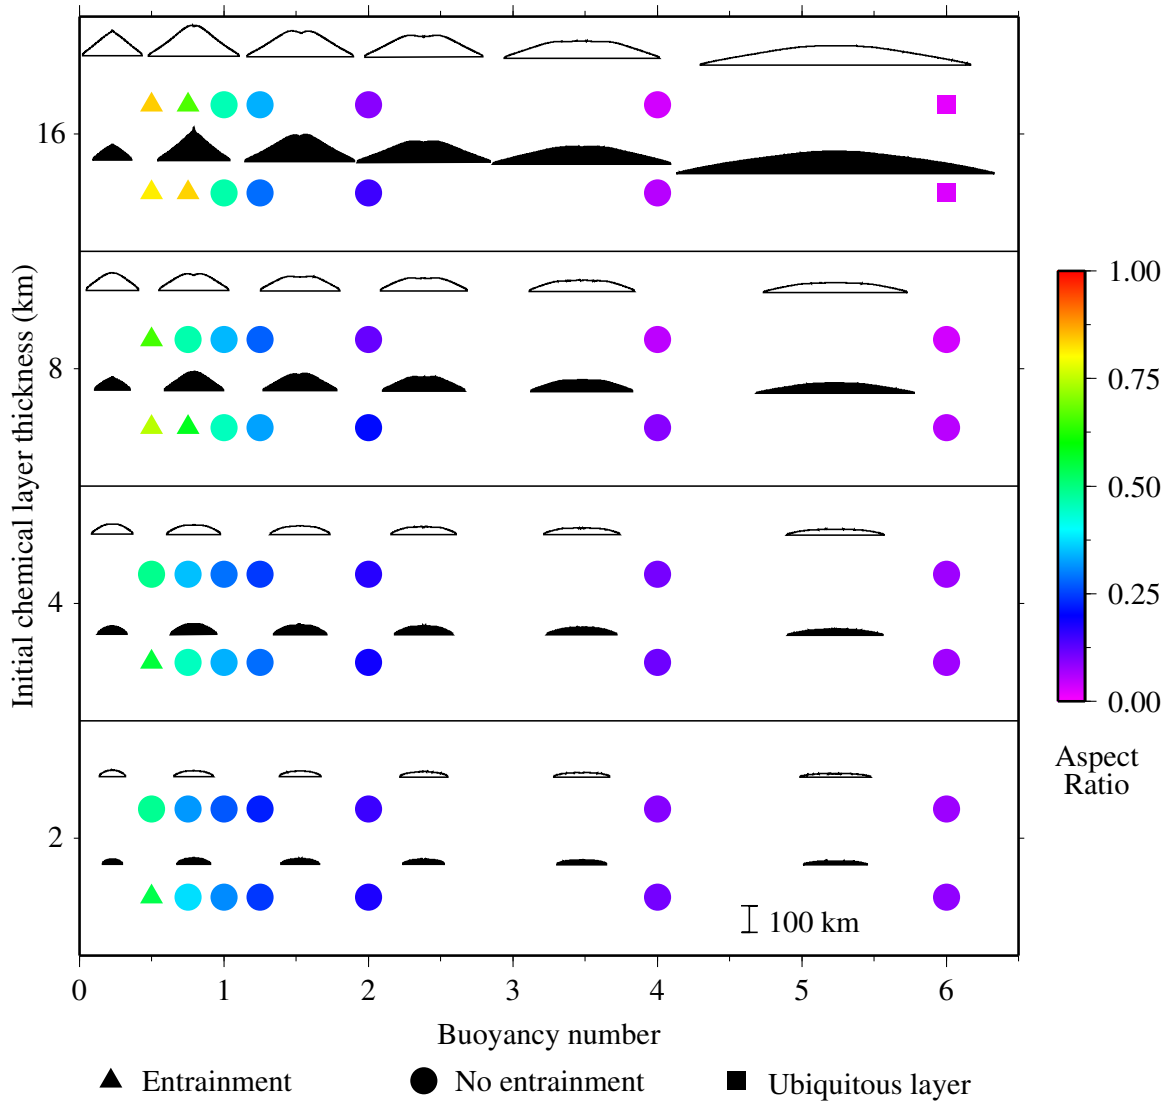 16
8
4
2
Initial chemical layer thickness (km)
1.00
0.75
0.50
0.25
0.00
Aspect
Ratio
100 km
0 1 2 3 4 5 6
Buoyancy number
Entrainment No entrainment Ubiquitous layer